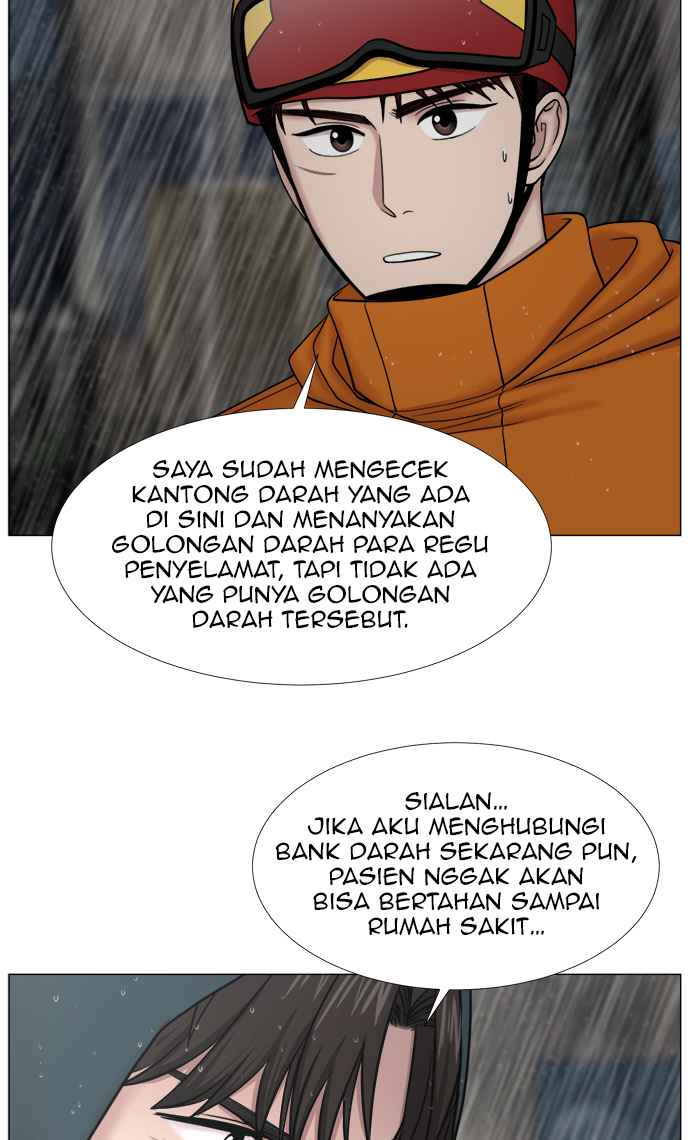 SAYA SUDAH MENGECEK
KANTONG DARAH YANG ADA
DI SINI DAN MENANYAKAN
GOLONGAN DARAH PARA REGU
PENYELAMAT, TAPI TIDAK ADA
YANG PUNYA GOLONGAN
DARAH TERSEBUT.
SIALAN...
JIKA AKU MENGHUBUNGI
BANK DARAH SEKARANG PUN,
PASIEN NGGAK AKAN
BISA BERTAHAN SAMPAI
RUMAH SAKIT...